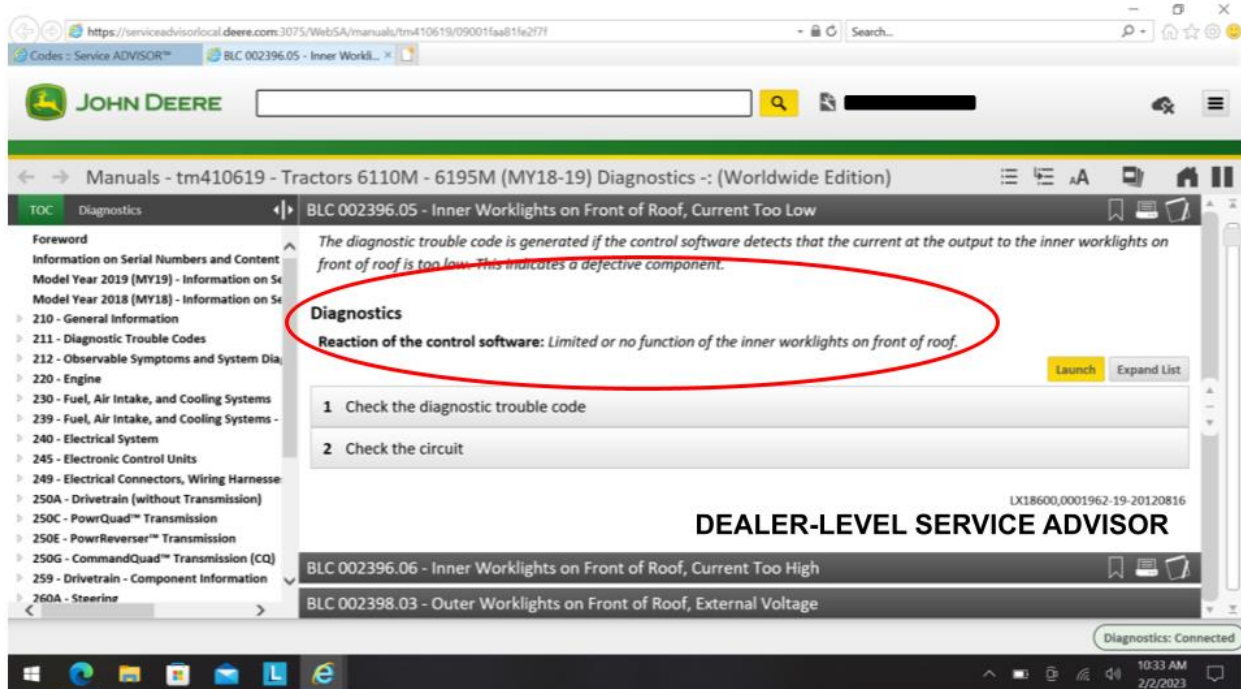 https://serviceadvisorlocal.deere.com:3075/WebSA/manuals/tm410619/09001faa81fe2f7f
Search...
Codes :: Service ADVISOR™
BLC 002396.05 - Inner Workli...
JOHN DEERE
Manuals - tm410619 - Tractors 6110M - 6195M (MY18-19) Diagnostics -: (Worldwide Edition)
TOC Diagnostics
Foreword
Information on Serial Numbers and Content
Model Year 2019 (MY19) - Information on Se
Model Year 2018 (MY18) - Information on Se
210 - General Information
211 - Diagnostic Trouble Codes
212 - Observable Symptoms and System Dia
220 - Engine
230 - Fuel, Air Intake, and Cooling Systems
239 - Fuel, Air Intake, and Cooling Systems -
240 - Electrical System
245 - Electronic Control Units
249 - Electrical Connectors, Wiring Harnesse
250A - Drivetrain (without Transmission)
250C - PowrQuad™ Transmission
250E - PowrReverser™ Transmission
250G - CommandQuad™ Transmission (CQ)
259 - Drivetrain - Component Information
260A - Steering
BLC 002396.05 - Inner Worklights on Front of Roof, Current Too Low
The diagnostic trouble code is generated if the control software detects that the current at the output to the inner worklights on
front of roof is too low. This indicates a defective component.
Diagnostics
Reaction of the control software: Limited or no function of the inner worklights on front of roof.
Launch
Expand List
1 Check the diagnostic trouble code
2 Check the circuit
LX18600,0001962-19-20120816
DEALER-LEVEL SERVICE ADVISOR
BLC 002396.06 - Inner Worklights on Front of Roof, Current Too High
BLC 002398.03 - Outer Worklights on Front of Roof, External Voltage
Diagnostics: Connected
10:33 AM
2/2/2023